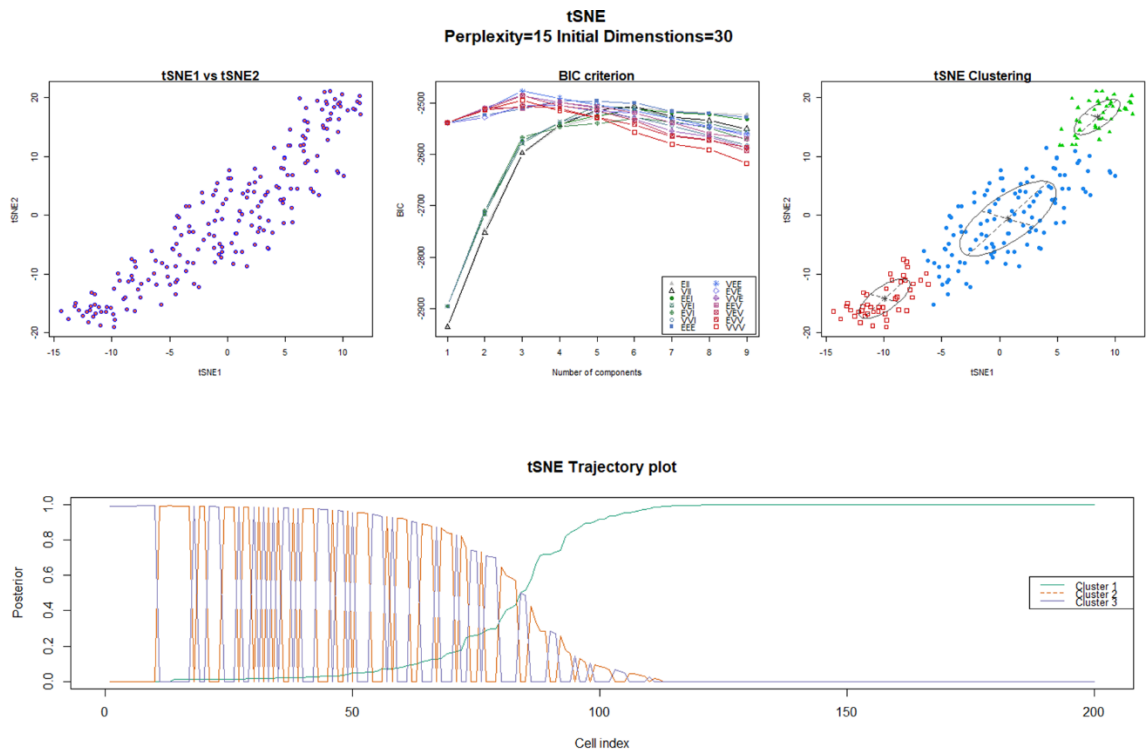 tSNE
Perplexity=15 Initial Dimenstions=30
tSNE1 vs tSNE2
tSNE2
20
10
0
-10
-20
-15
-10
-5
0
5
10
tSNE1
BIC criterion
BIC
-2500
-2600
-2700
-2800
-2900
EII
VII
EEI
VEI
EVI
VVI
EEE
VEE
EVE
VVE
EEV
VEV
EVV
VVV
1 2 3 4 5 6 7 8 9
Number of components
tSNE Clustering
tSNE2
20
10
0
-10
-20
-15
-10
-5
0
5
10
tSNE1
tSNE Trajectory plot
Posterior
1.0
0.8
0.6
0.4
0.2
0.0
Cluster 1
Cluster 2
Cluster 3
0 50 100 150 200
Cell index